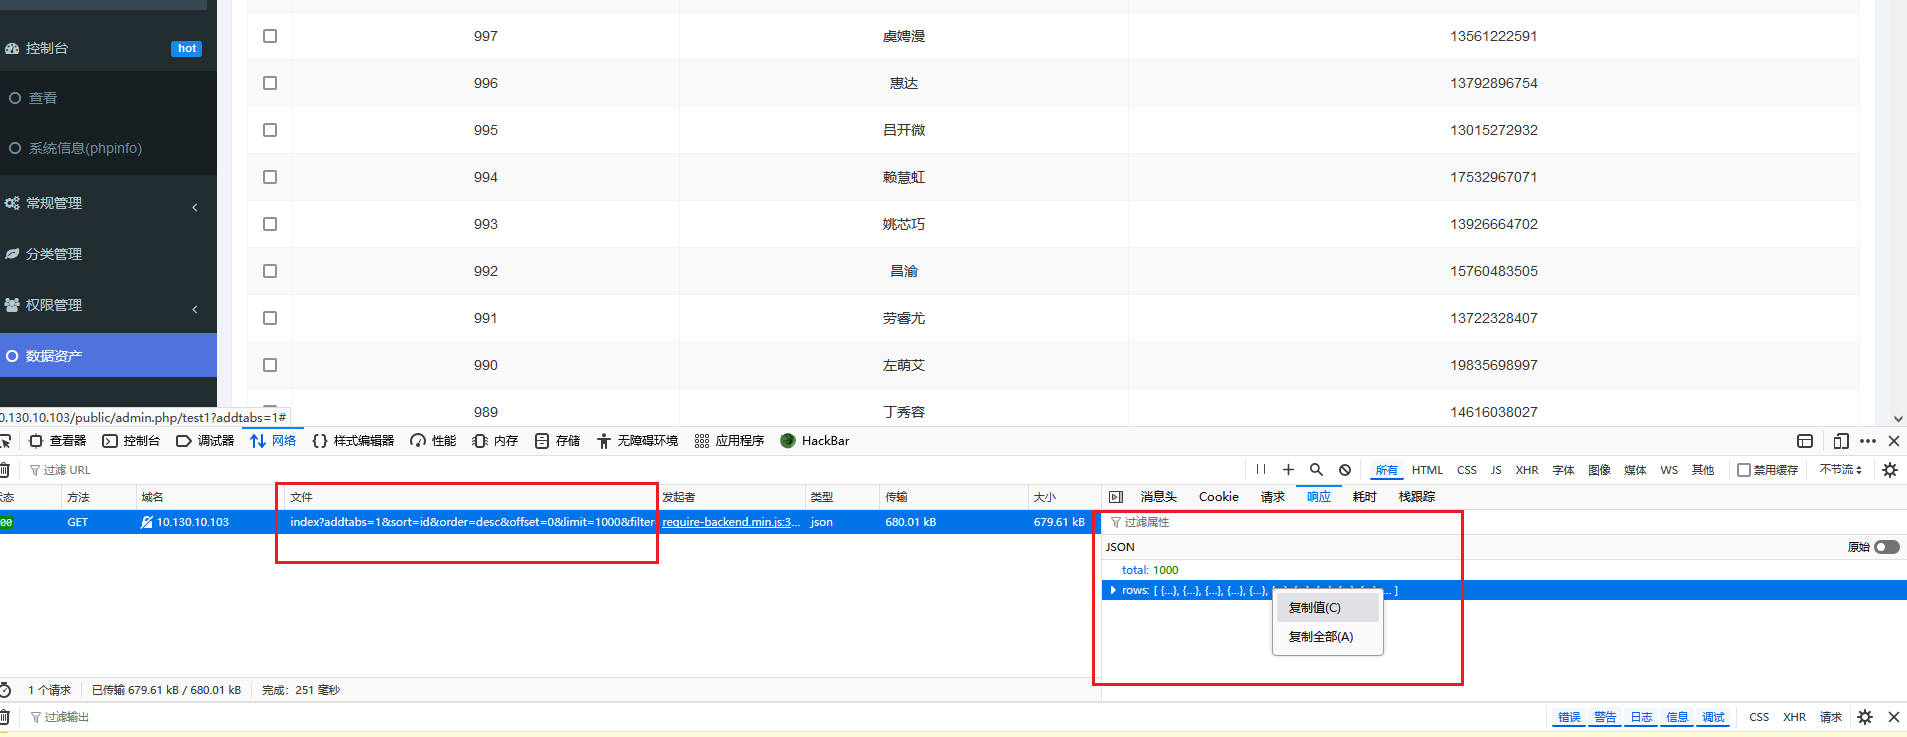 997 虞娉漫 13561222591
控制台 hot
996 惠达 13792896754
查看
995 吕开微 13015272932
系统信息(phpinfo)
994 赖慧虹 17532967071
常规管理
993 姚芯巧 13926664702
分类管理
992 昌渝 15760483505
权限管理
991 劳睿尤 13722328407
数据资产
990 左萌艾 19835698997
989 丁秀容 14616038027
0.130.10.103/public/admin.php/test1?addtabs=1#
查看器 控制台 调试器 网络 样式编辑器 性能 内存 存储 无障碍环境 应用程序 HackBar
过滤 URL 所有 HTML CSS JS XHR 字体 图像 媒体 WS 其他 禁用缓存 不节流
态 方法 域名 文件 发起者 类型 传输 大小 消息头 Cookie 请求 响应 耗时 栈跟踪
00 GET 10.130.10.103 index?addtabs=1&sort=id&order=desc&offset=0&limit=1000&filter= require-backend.min.js:3... json 680.01 kB 679.61 kB 过滤属性
JSON 原始
total: 1000
rows: [ {…}, {…}, {…}, {…}, {…}, … ]
复制值(C)
复制全部(A)
1 个请求 已传输 679.61 kB / 680.01 kB 完成：251 毫秒
过滤输出 错误 警告 日志 信息 调试 CSS XHR 请求